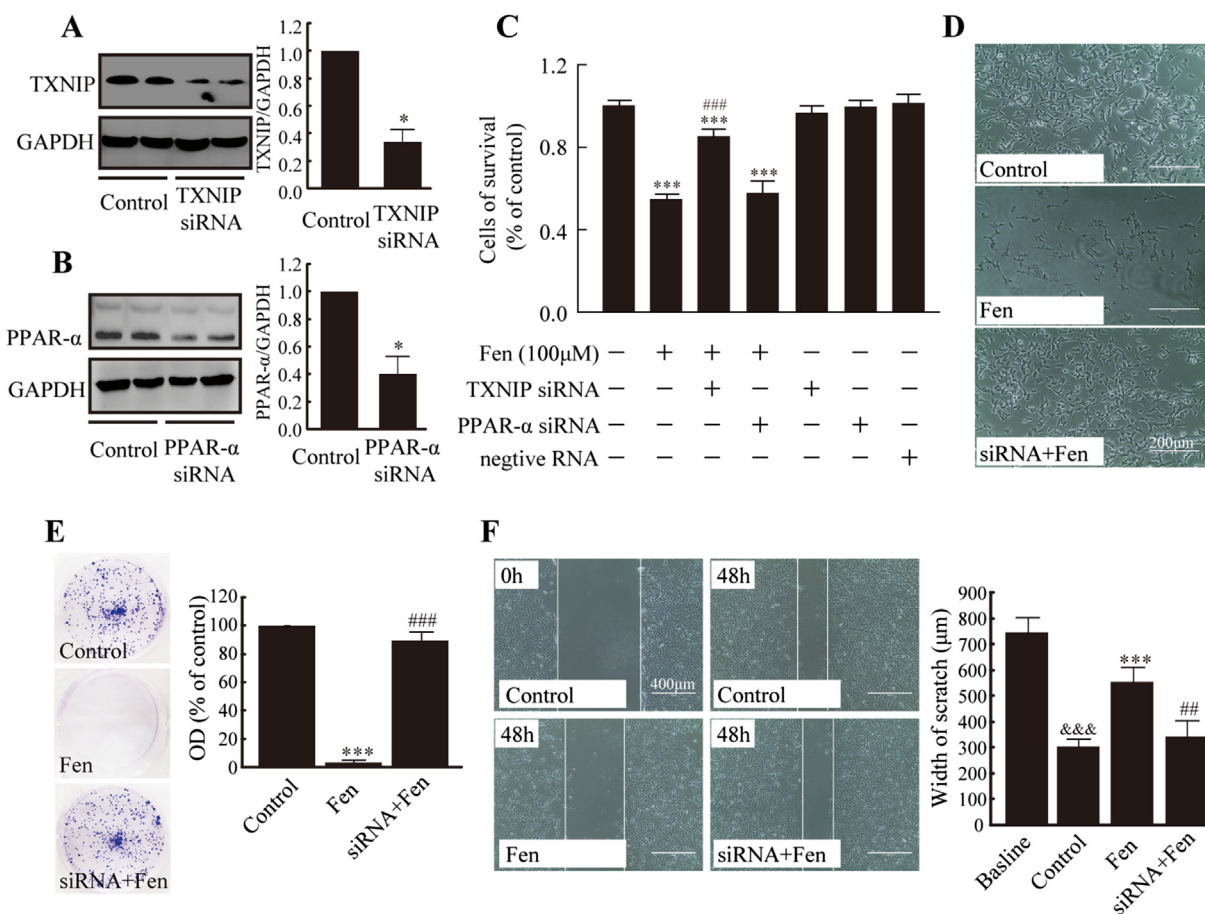 A
TXNIP
GAPDH
Control
TXNIP
siRNA
TXNIP/GAPDH
1.2
1.0
0.8
0.6
0.4
0.2
0.0
*
Control
TXNIP
siRNA
B
PPAR-α
GAPDH
Control
PPAR-α
siRNA
PPAR-α/GAPDH
1.2
1.0
0.8
0.6
0.4
0.2
0.0
*
Control
PPAR-α
siRNA
C
Cells of survival
(% of control)
1.2
0.8
0.4
0.0
***
###
***
***
Fen (100μM) – + + + – – –
TXNIP siRNA – – + – + – –
PPAR-α siRNA – – – + – + –
negtive RNA – – – – – – +
D
Control
Fen
200um
siRNA+Fen
E
Control
Fen
siRNA+Fen
OD (% of control)
120
100
80
60
40
20
0
***
###
Control
Fen
siRNA+Fen
F
0h
400μm
Control
48h
Control
48h
Fen
48h
siRNA+Fen
Width of scratch (μm)
900
800
700
600
500
400
300
200
100
0
&&&
***
##
Basline
Control
Fen
siRNA+Fen